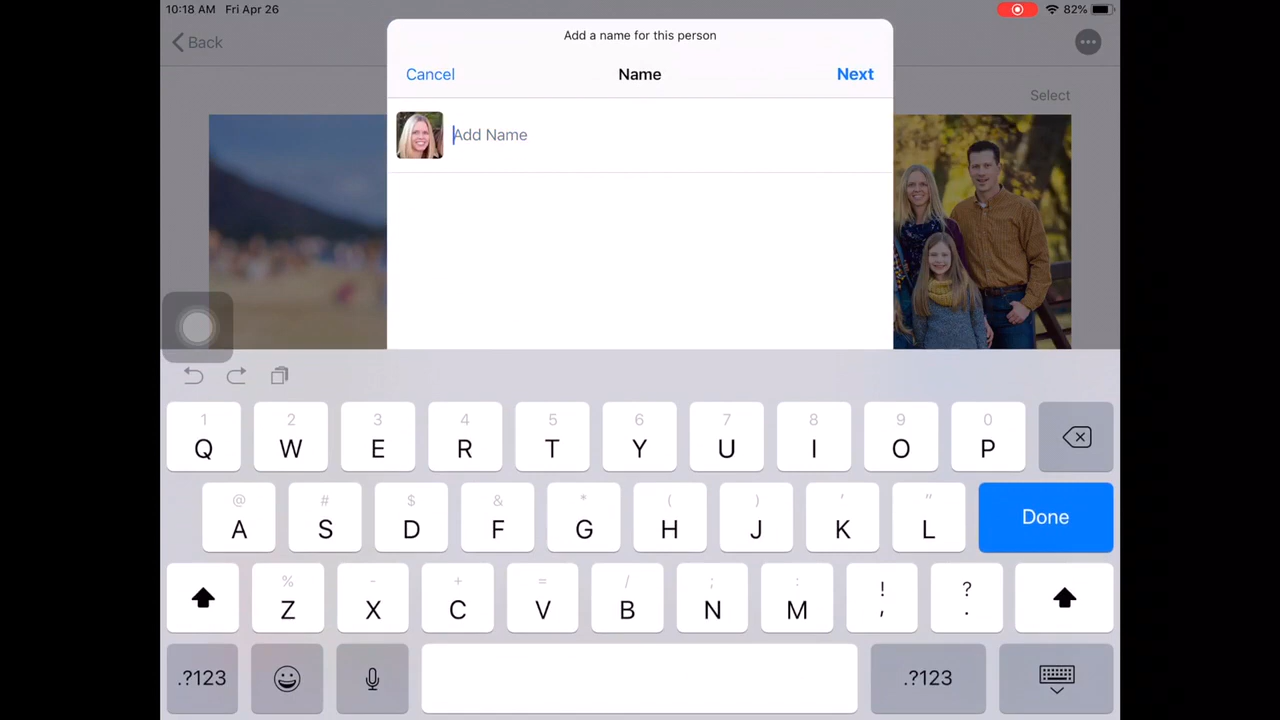 10:18 AM Fri Apr 26 82%
Add a name for this person
Back
Cancel Name Next
Select
Add Name
1 2 3 4 5 6 7 8 9 0
Q W E R T Y U I O P
@ # $ & * ( ) ' "
A S D F G H J K L Done
% - + = / ; : ! ?
Z X C V B N M , .
.?123 .?123